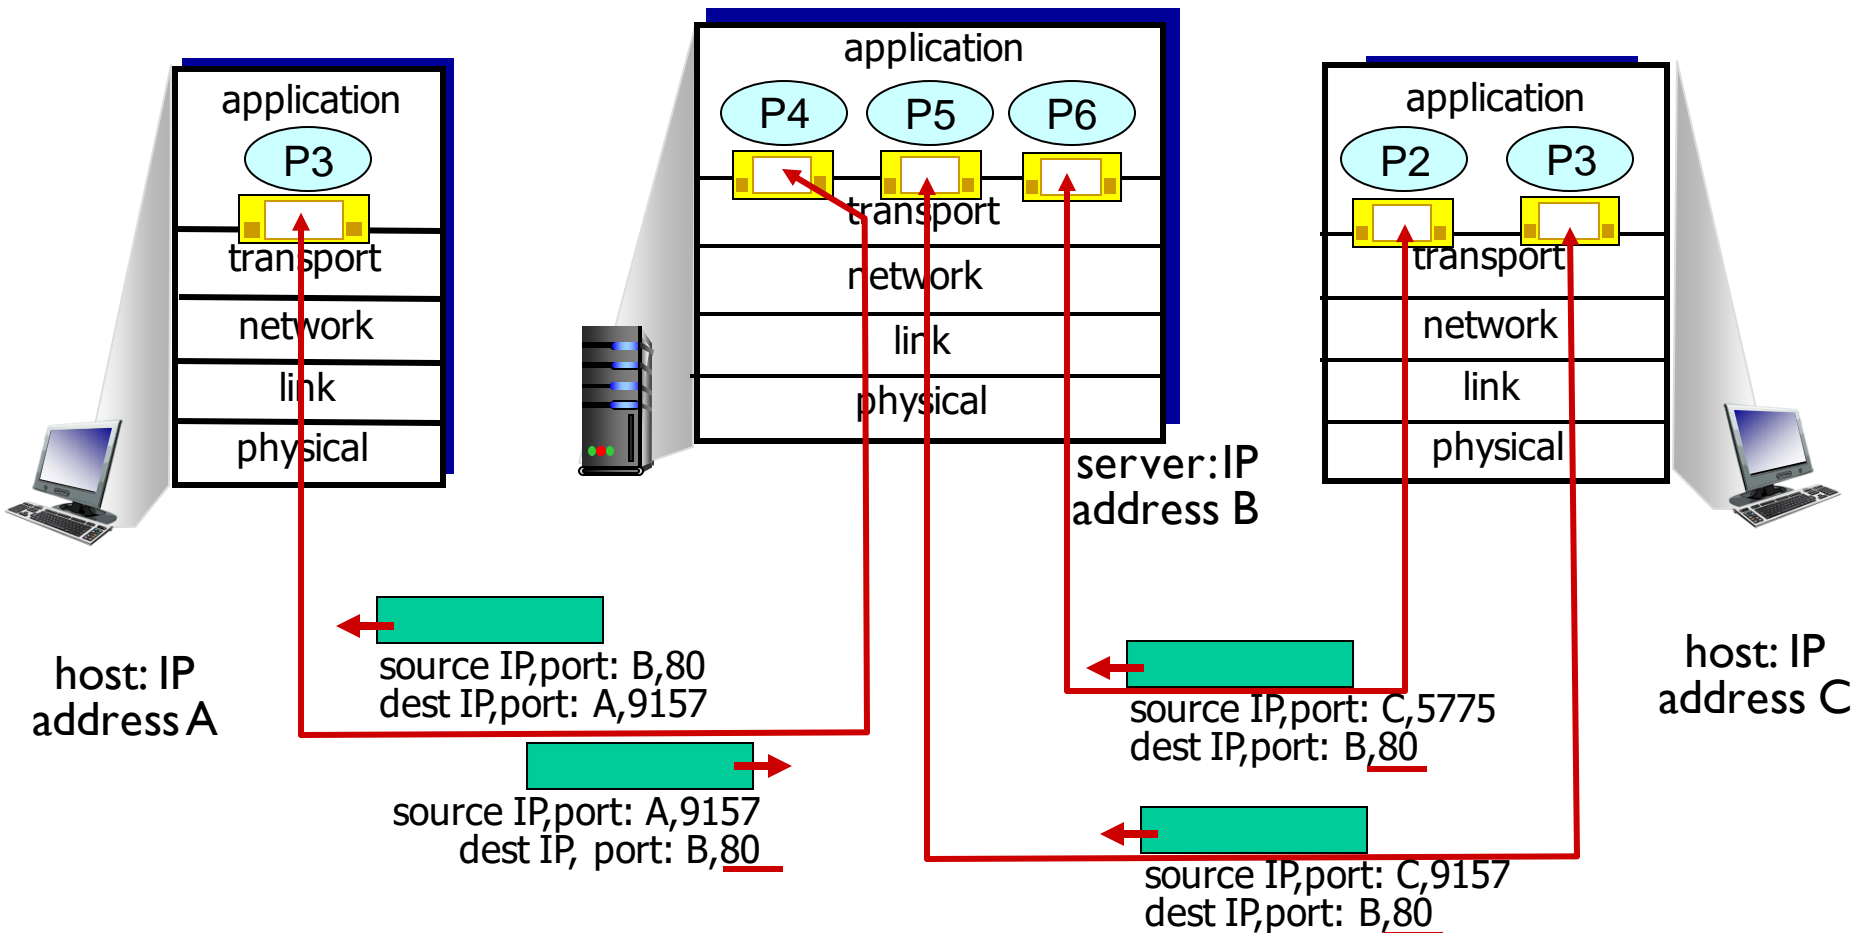 application
P3
transport
network
link
physical
host: IP
address A
application
P4 P5 P6
transport
network
link
physical
server: IP
address B
application
P2 P3
transport
network
link
physical
host: IP
address C
source IP,port: B,80
dest IP,port: A,9157
source IP,port: A,9157
dest IP, port: B,80
source IP,port: C,5775
dest IP,port: B,80
source IP,port: C,9157
dest IP,port: B,80